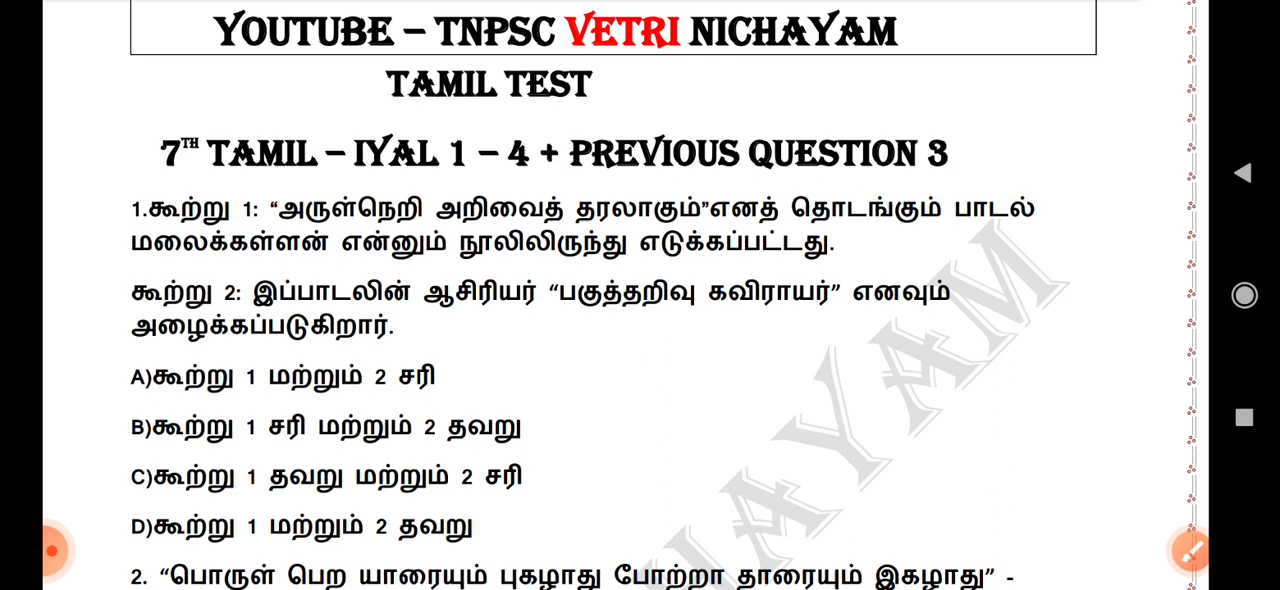 YOUTUBE – TNPSC VETRI NICHAYAM
TAMIL TEST
7TH TAMIL – IYAL 1 – 4 + PREVIOUS QUESTION 3
1.கூற்று 1: “அருள்நெறி அறிவைத் தரலாகும்”எனத் தொடங்கும் பாடல்
மலைக்கள்ளன் என்னும் நூலிலிருந்து எடுக்கப்பட்டது.
கூற்று 2: இப்பாடலின் ஆசிரியர் “பகுத்தறிவு கவிராயர்” எனவும்
அழைக்கப்படுகிறார்.
A)கூற்று 1 மற்றும் 2 சரி
B)கூற்று 1 சரி மற்றும் 2 தவறு
C)கூற்று 1 தவறு மற்றும் 2 சரி
D)கூற்று 1 மற்றும் 2 தவறு
2. “பொருள் பெற யாரையும் புகழாது போற்றா தாரையும் இகழாது” -
HAYAM